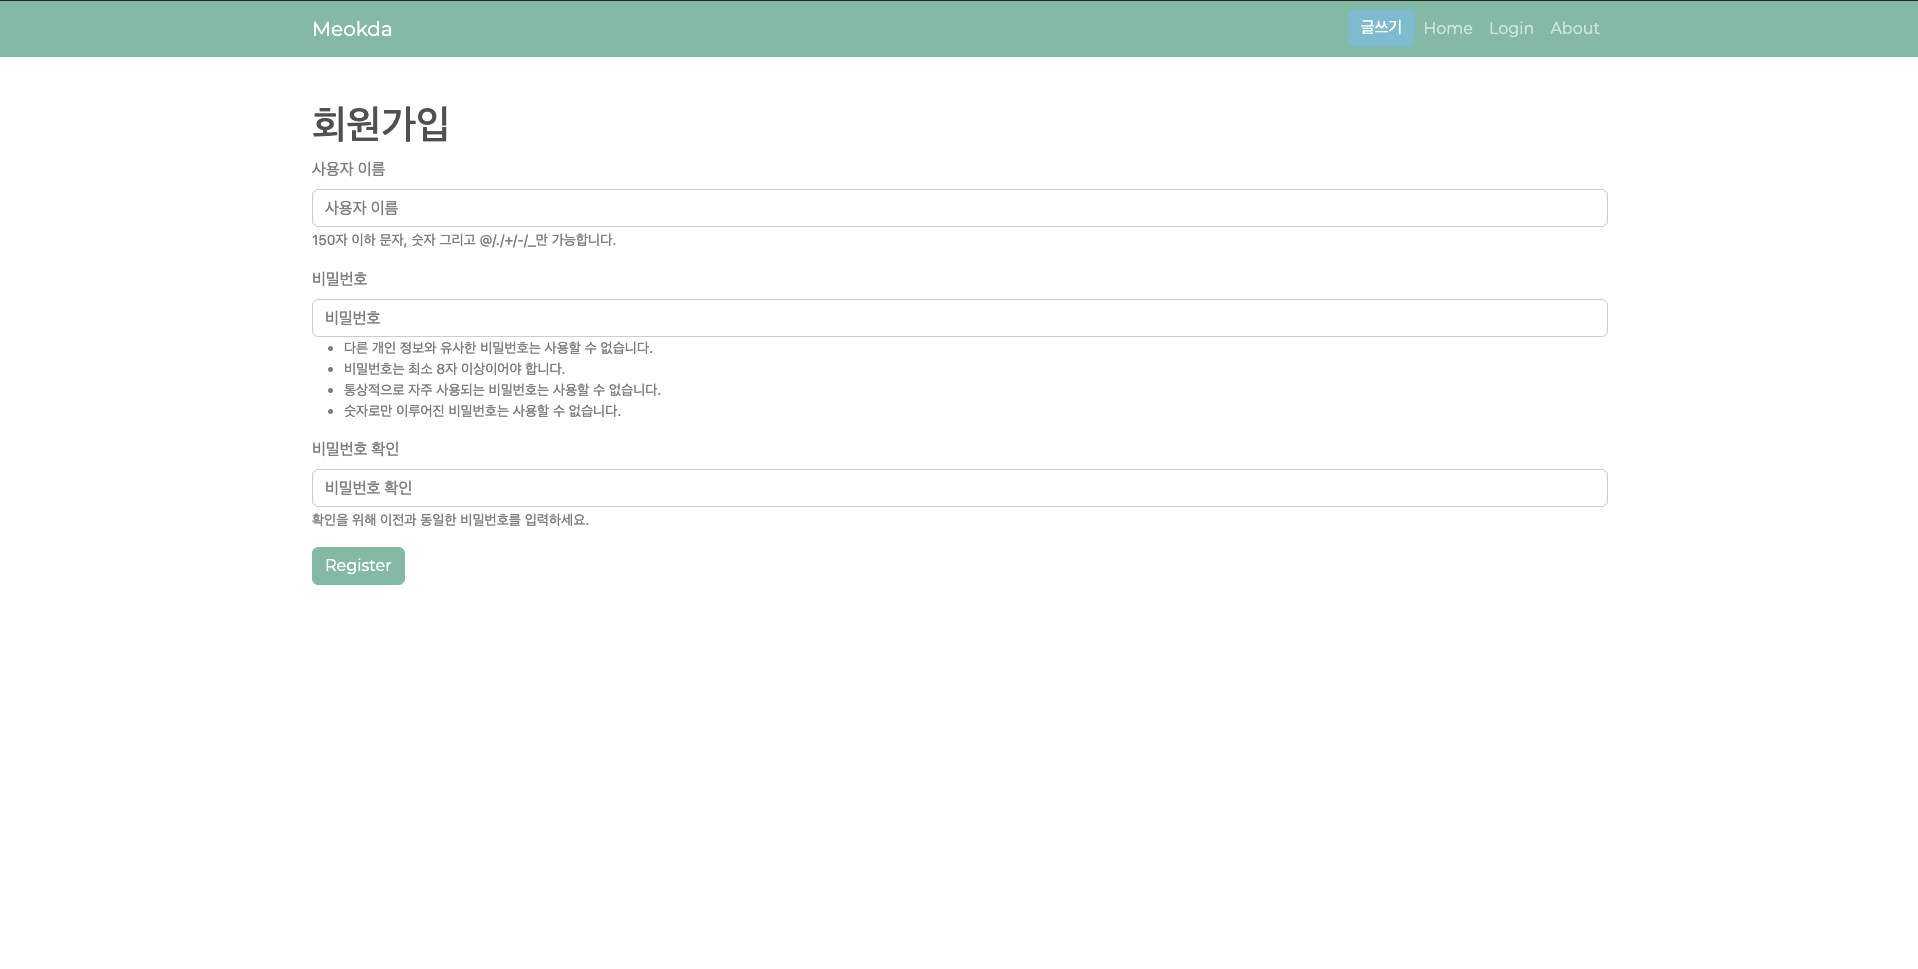 Meokda
글쓰기 Home Login About
회원가입
사용자 이름
사용자 이름
150자 이하 문자, 숫자 그리고 @/./+/-/_만 가능합니다.
비밀번호
비밀번호
다른 개인 정보와 유사한 비밀번호는 사용할 수 없습니다.
비밀번호는 최소 8자 이상이어야 합니다.
통상적으로 자주 사용되는 비밀번호는 사용할 수 없습니다.
숫자로만 이루어진 비밀번호는 사용할 수 없습니다.
비밀번호 확인
비밀번호 확인
확인을 위해 이전과 동일한 비밀번호를 입력하세요.
Register